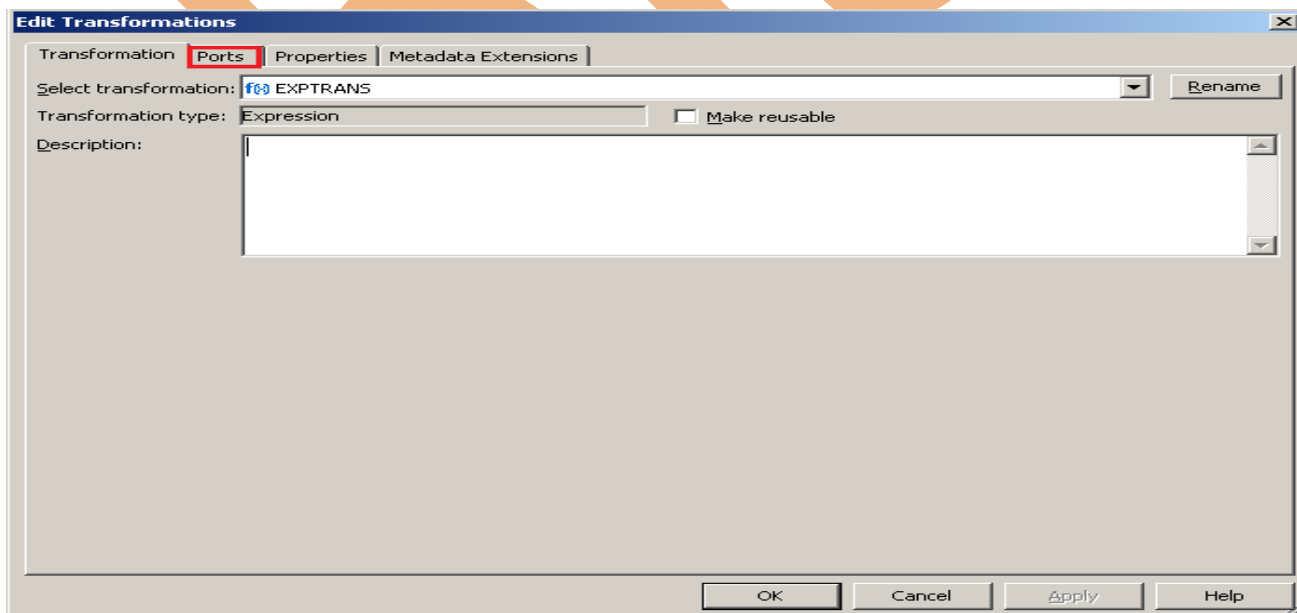 Edit Transformations
Transformation Ports Properties Metadata Extensions
Select transformation: f(x) EXPTRANS Rename
Transformation type: Expression Make reusable
Description:
OK Cancel Apply Help